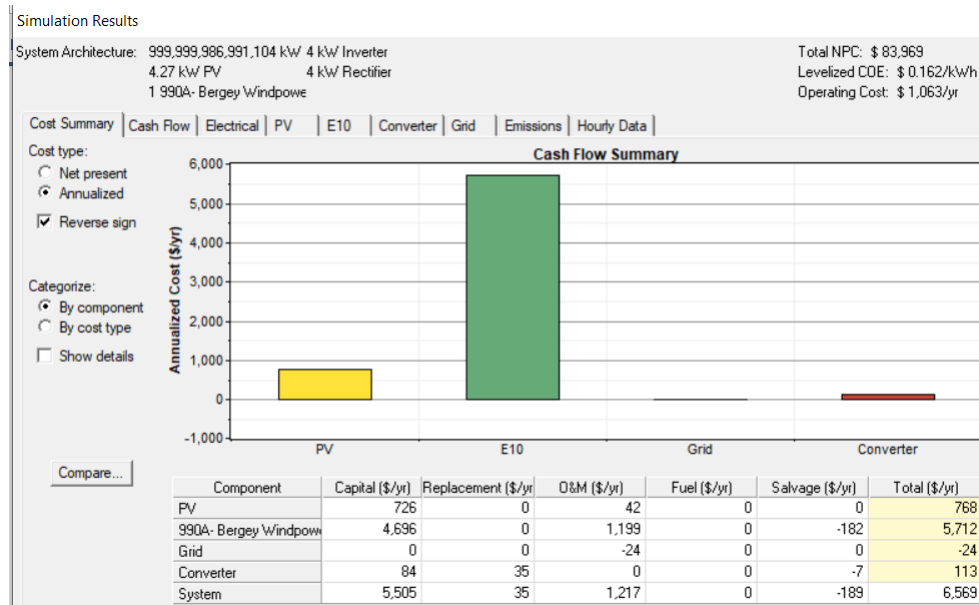 Simulation Results
System Architecture: 999,999,986,991,104 kW 4 kW Inverter
4.27 kW PV 4 kW Rectifier
1 990A- Bergey Windpowe
Total NPC: $ 83,969
Levelized COE: $ 0.162/kWh
Operating Cost: $ 1,063/yr
Cost Summary Cash Flow Electrical PV E10 Converter Grid Emissions Hourly Data
Cost type:
Net present
Annualized
Reverse sign
Categorize:
By component
By cost type
Show details
Compare...
Cash Flow Summary
Annualized Cost ($/yr)
6,000
5,000
4,000
3,000
2,000
1,000
0
-1,000
PV E10 Grid Converter
Component Capital ($/yr) Replacement ($/yr O&M ($/yr) Fuel ($/yr) Salvage ($/yr) Total ($/yr)
PV 726 0 42 0 0 768
990A- Bergey Windpow 4,696 0 1,199 0 -182 5,712
Grid 0 0 -24 0 0 -24
Converter 84 35 0 0 -7 113
System 5,505 35 1,217 0 -189 6,569